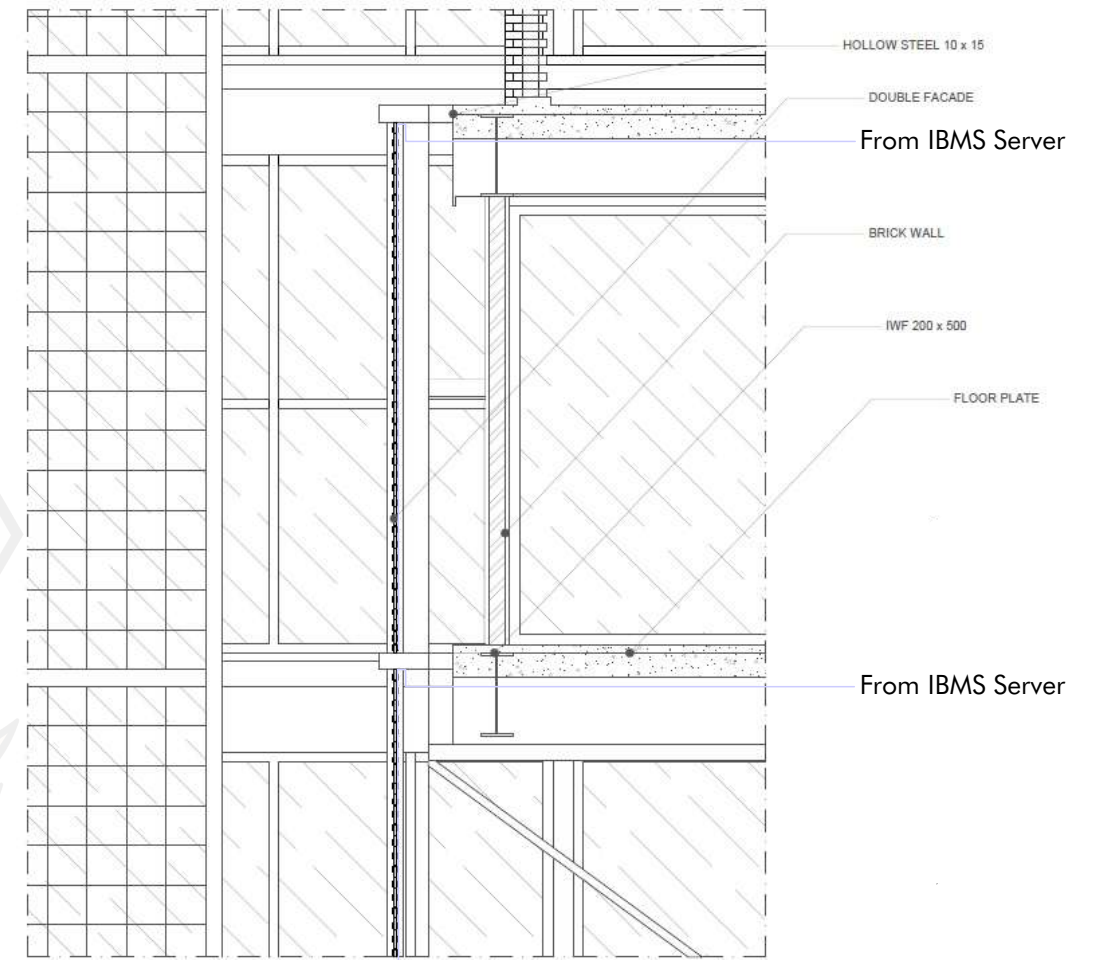 HOLLOW STEEL 10 x 15
DOUBLE FACADE
From IBMS Server
BRICK WALL
IWF 200 x 500
FLOOR PLATE
From IBMS Server